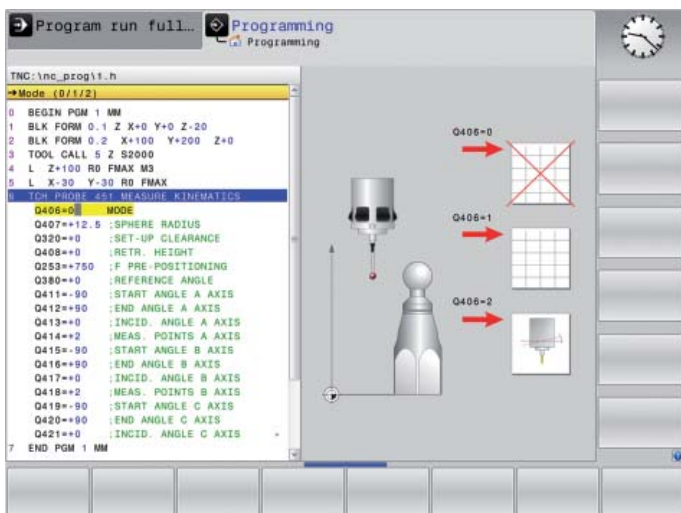 Program run full...
Programming
Programming
TNC:\nc_prog\1.h
→Mode (0/1/2)
0 BEGIN PGM 1 MM
1 BLK FORM 0.1 Z X+0 Y+0 Z-20
2 BLK FORM 0.2 X+100 Y+200 Z+0
3 TOOL CALL 5 Z S2000
4 L Z+100 R0 FMAX M3
5 L X-30 Y-30 R0 FMAX
6 TCH PROBE 451 MEASURE KINEMATICS
Q406=0 MODE
Q407=+12.5 ;SPHERE RADIUS
Q320=+0 ;SET-UP CLEARANCE
Q408=+0 ;RETR. HEIGHT
Q253=+750 ;F PRE-POSITIONING
Q380=+0 ;REFERENCE ANGLE
Q411=-90 ;START ANGLE A AXIS
Q412=+90 ;END ANGLE A AXIS
Q413=+0 ;INCID. ANGLE A AXIS
Q414=+2 ;MEAS. POINTS A AXIS
Q415=-90 ;START ANGLE B AXIS
Q416=+90 ;END ANGLE B AXIS
Q417=+0 ;INCID. ANGLE B AXIS
Q418=+2 ;MEAS. POINTS B AXIS
Q419=-90 ;START ANGLE C AXIS
Q420=+90 ;END ANGLE C AXIS
Q421=+0 ;INCID. ANGLE C AXIS
7 END PGM 1 MM
Q406=0
Q406=1
Q406=2